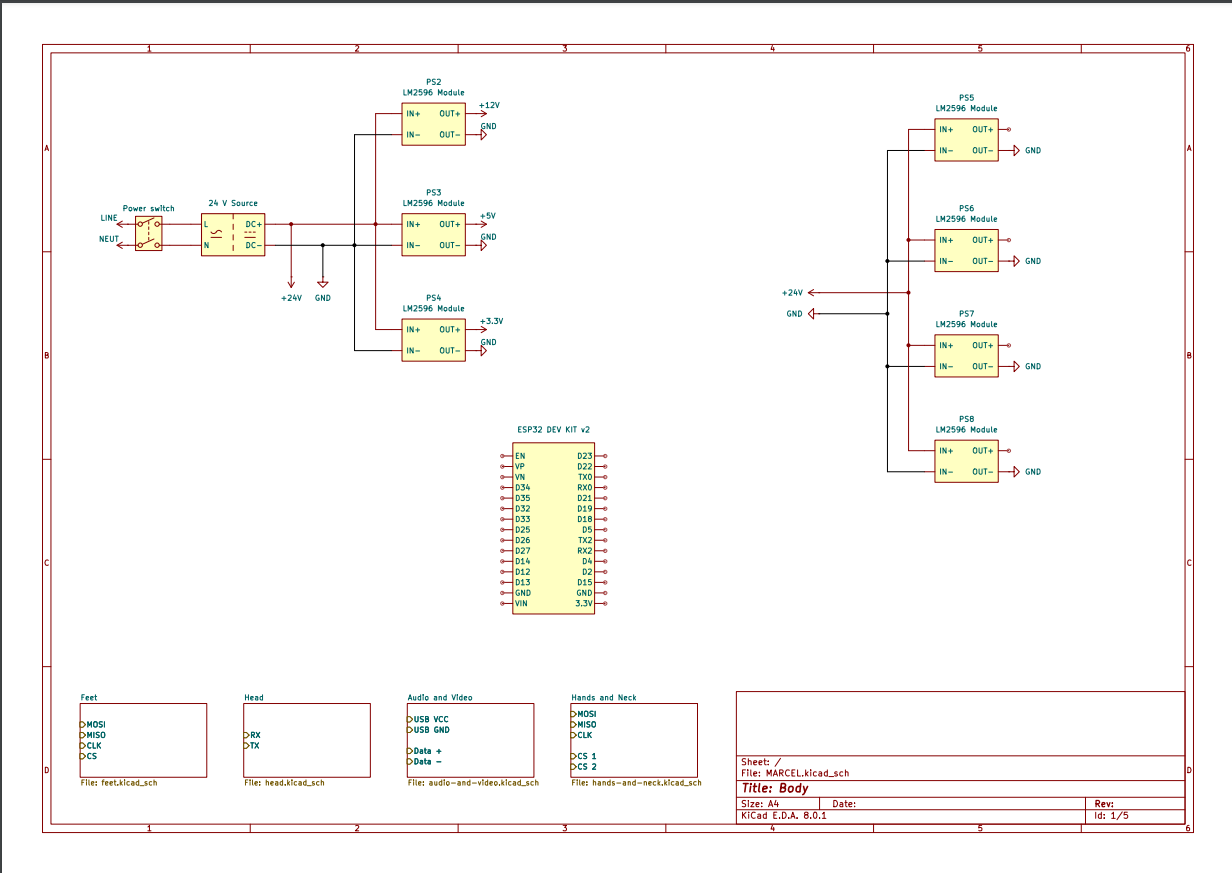 1 2 3 4 5 6
A
B
C
D
A
B
C
D
PS2
LM2596 Module
IN+ OUT+
IN- OUT-
+12V
GND
PS3
LM2596 Module
IN+ OUT+
IN- OUT-
+5V
GND
PS4
LM2596 Module
IN+ OUT+
IN- OUT-
+3.3V
GND
Power switch
LINE
NEUT
24 V Source
L DC+
N DC-
+24V
GND
PS5
LM2596 Module
IN+ OUT+
IN- OUT-
GND
PS6
LM2596 Module
IN+ OUT+
IN- OUT-
GND
+24V
GND
PS7
LM2596 Module
IN+ OUT+
IN- OUT-
GND
PS8
LM2596 Module
IN+ OUT+
IN- OUT-
GND
ESP32 DEV KIT v2
EN D23
VP D22
VN TX0
D34 RX0
D35 D21
D32 D19
D33 D18
D25 D5
D26 TX2
D27 RX2
D14 D4
D12 D2
D13 D15
GND GND
VIN 3.3V
Feet
MOSI
MISO
CLK
CS
File: feet.kicad_sch
Head
RX
TX
File: head.kicad_sch
Audio and Video
USB VCC
USB GND
Data +
Data -
File: audio-and-video.kicad_sch
Hands and Neck
MOSI
MISO
CLK
CS 1
CS 2
File: hands-and-neck.kicad_sch
Sheet: /
File: MARCEL.kicad_sch
Title: Body
Size: A4 Date: Rev:
KiCad E.D.A. 8.0.1 Id: 1/5
1 2 3 4 5 6